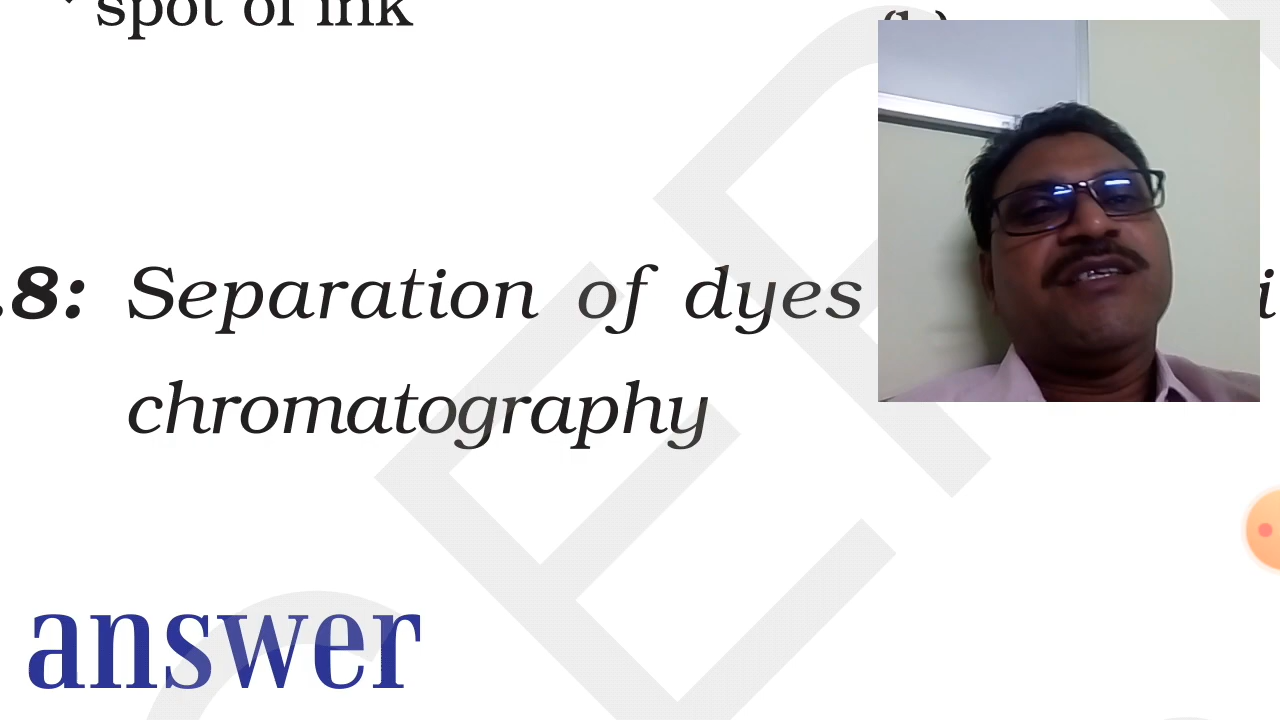 spot of ink
(b)
.8: Separation of dyes i
chromatography
answer